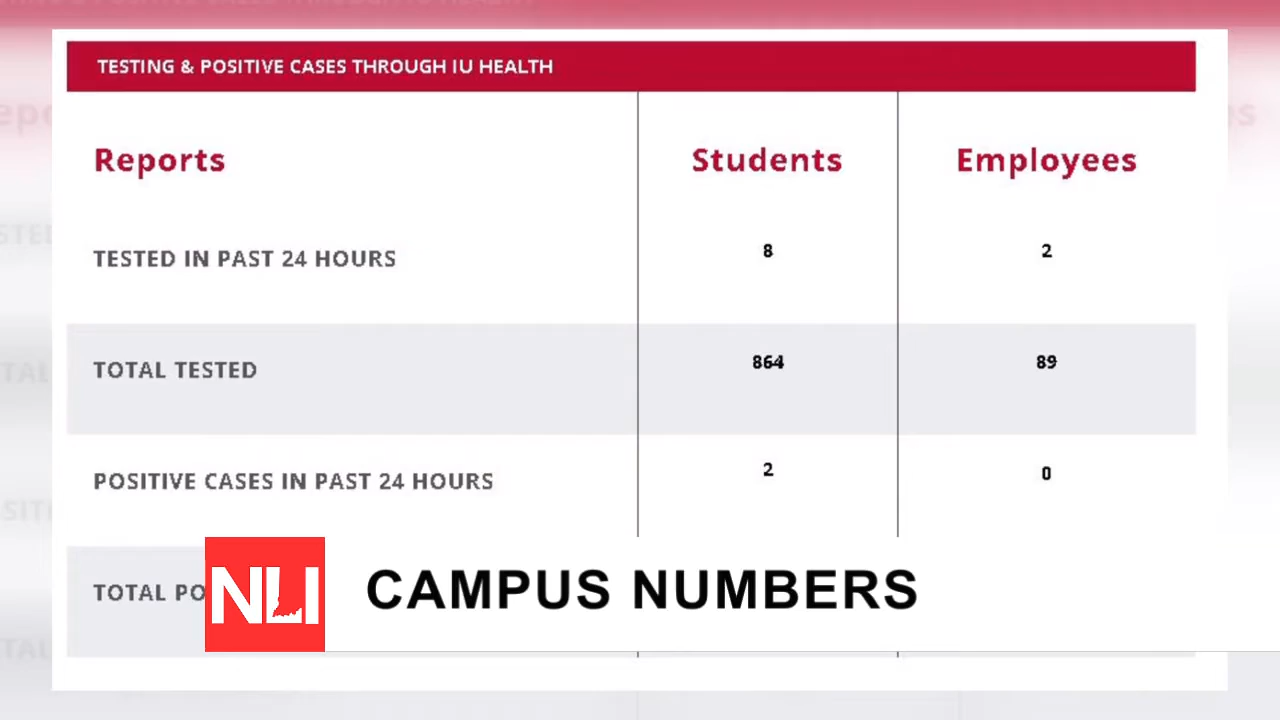 TESTING & POSITIVE CASES THROUGH IU HEALTH
Reports Students Employees
TESTED IN PAST 24 HOURS 8 2
TOTAL TESTED 864 89
POSITIVE CASES IN PAST 24 HOURS 2 0
TOTAL PO
NLI CAMPUS NUMBERS